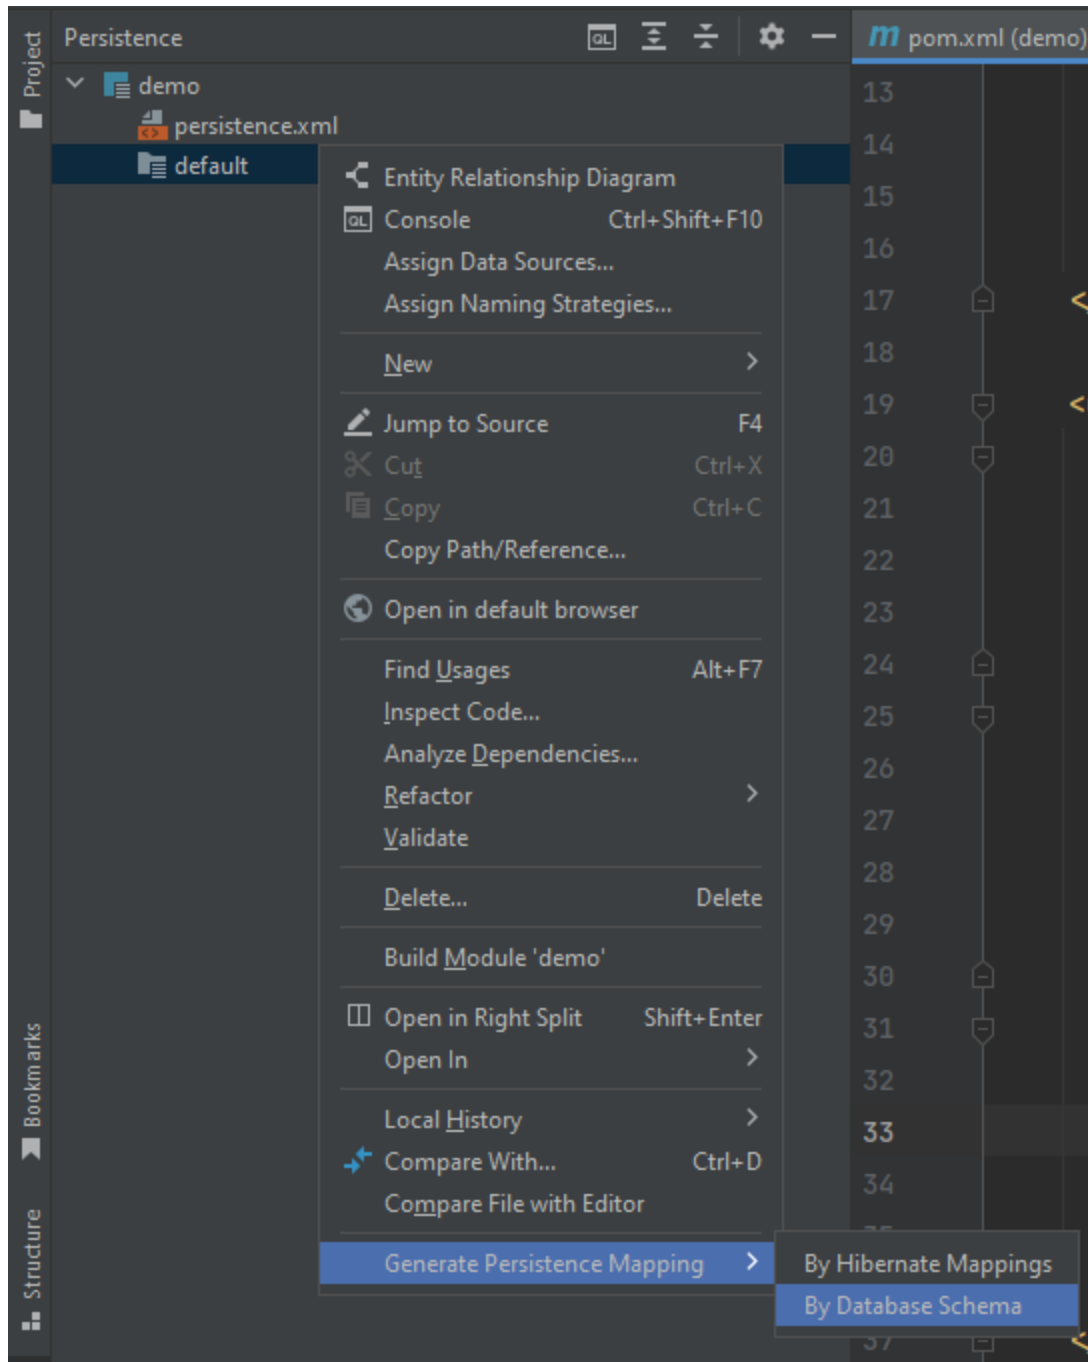 Project
Bookmarks
Structure
Persistence
QL
demo
persistence.xml
default
Entity Relationship Diagram
QL Console Ctrl+Shift+F10
Assign Data Sources...
Assign Naming Strategies...
New
Jump to Source F4
Cut Ctrl+X
Copy Ctrl+C
Copy Path/Reference...
Open in default browser
Find Usages Alt+F7
Inspect Code...
Analyze Dependencies...
Refactor
Validate
Delete... Delete
Build Module 'demo'
Open in Right Split Shift+Enter
Open In
Local History
Compare With... Ctrl+D
Compare File with Editor
Generate Persistence Mapping
By Hibernate Mappings
By Database Schema
m pom.xml (demo)
13
14
15
16
17 <
18
19 <
20
21
22
23
24
25
26
27
28
29
30
31
32
33
34
37 <